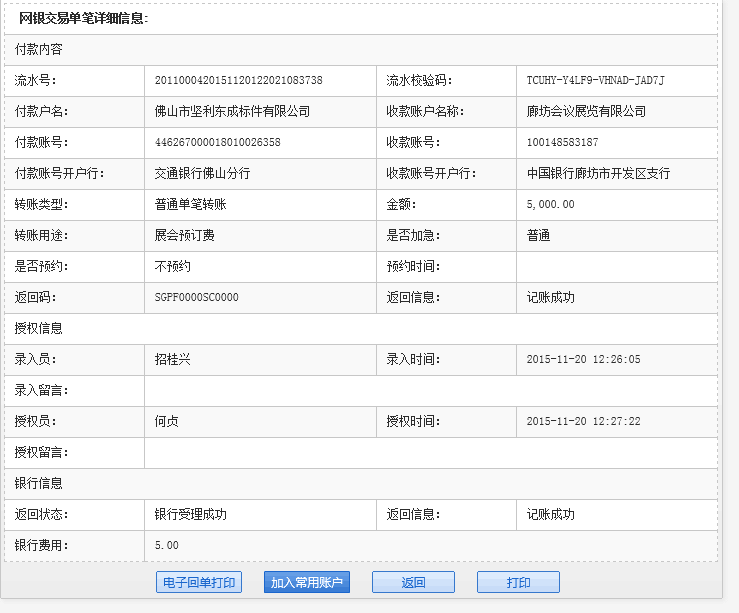 网银交易单笔详细信息:
付款内容
流水号: 2011000420151120122021083738 流水校验码: TCUHY-Y4LF9-VHNAD-JAD7J
付款户名: 佛山市坚利东成标件有限公司 收款账户名称: 廊坊会议展览有限公司
付款账号: 446267000018010026358 收款账号: 100148583187
付款账号开户行: 交通银行佛山分行 收款账号开户行: 中国银行廊坊市开发区支行
转账类型: 普通单笔转账 金额: 5,000.00
转账用途: 展会预订费 是否加急: 普通
是否预约: 不预约 预约时间:
返回码: SGPF0000SC0000 返回信息: 记账成功
授权信息
录入员: 招桂兴 录入时间: 2015-11-20 12:26:05
录入留言:
授权员: 何贞 授权时间: 2015-11-20 12:27:22
授权留言:
银行信息
返回状态: 银行受理成功 返回信息: 记账成功
银行费用: 5.00
电子回单打印 加入常用账户 返回 打印